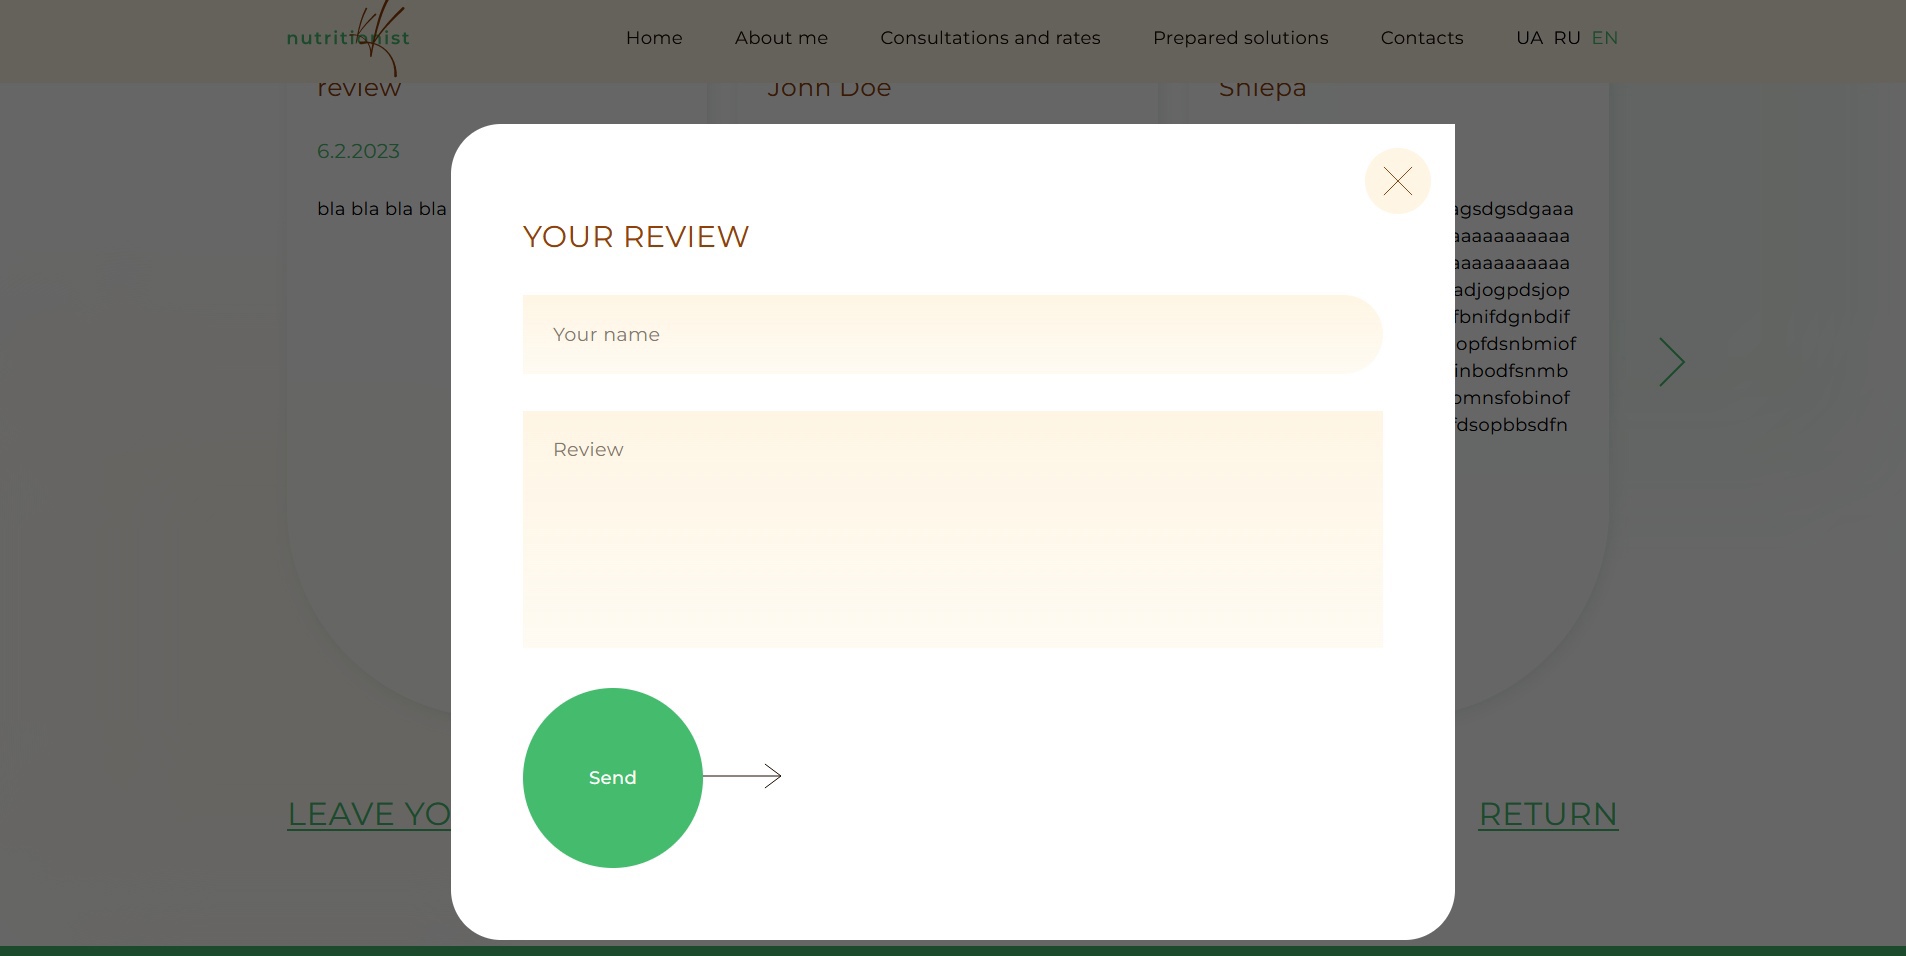 nutritionist
Home About me Consultations and rates Prepared solutions Contacts UA RU EN
review
John Doe
Shlepa
6.2.2023
bla bla bla bla
agsdgsdgaaa
aaaaaaaaaaa
aaaaaaaaaaa
adjogpdsjop
fbnifdgnbdif
opfdsnbmiof
inbodfsnmb
omnsfobinof
fdsopbbsdfn
YOUR REVIEW
Your name
Review
Send
LEAVE YO
RETURN